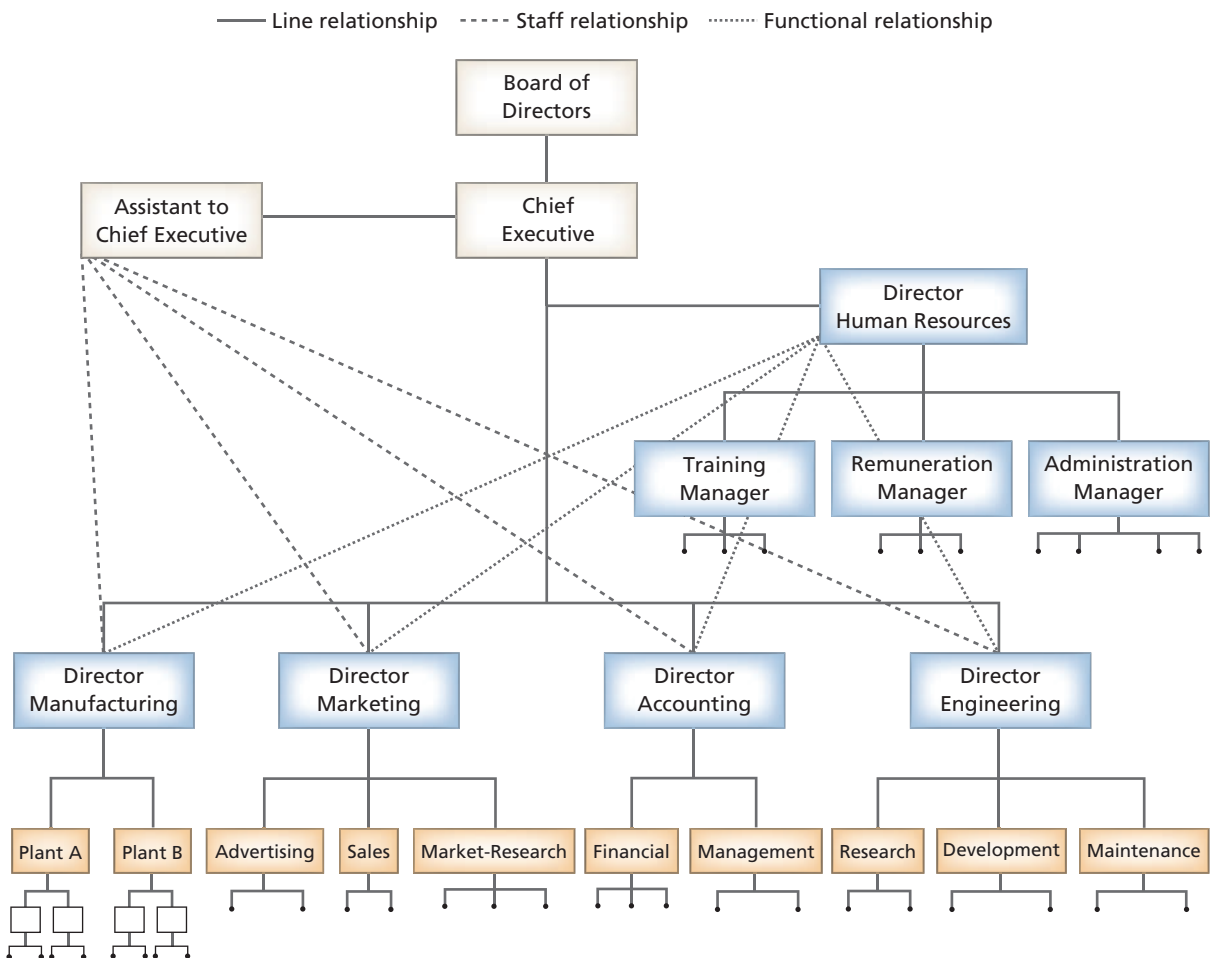 Line relationship Staff relationship Functional relationship
Board of
Directors
Assistant to
Chief Executive
Chief
Executive
Director
Human Resources
Training
Manager
Remuneration
Manager
Administration
Manager
Director
Manufacturing
Director
Marketing
Director
Accounting
Director
Engineering
Plant A
Plant B
Advertising
Sales
Market-Research
Financial
Management
Research
Development
Maintenance